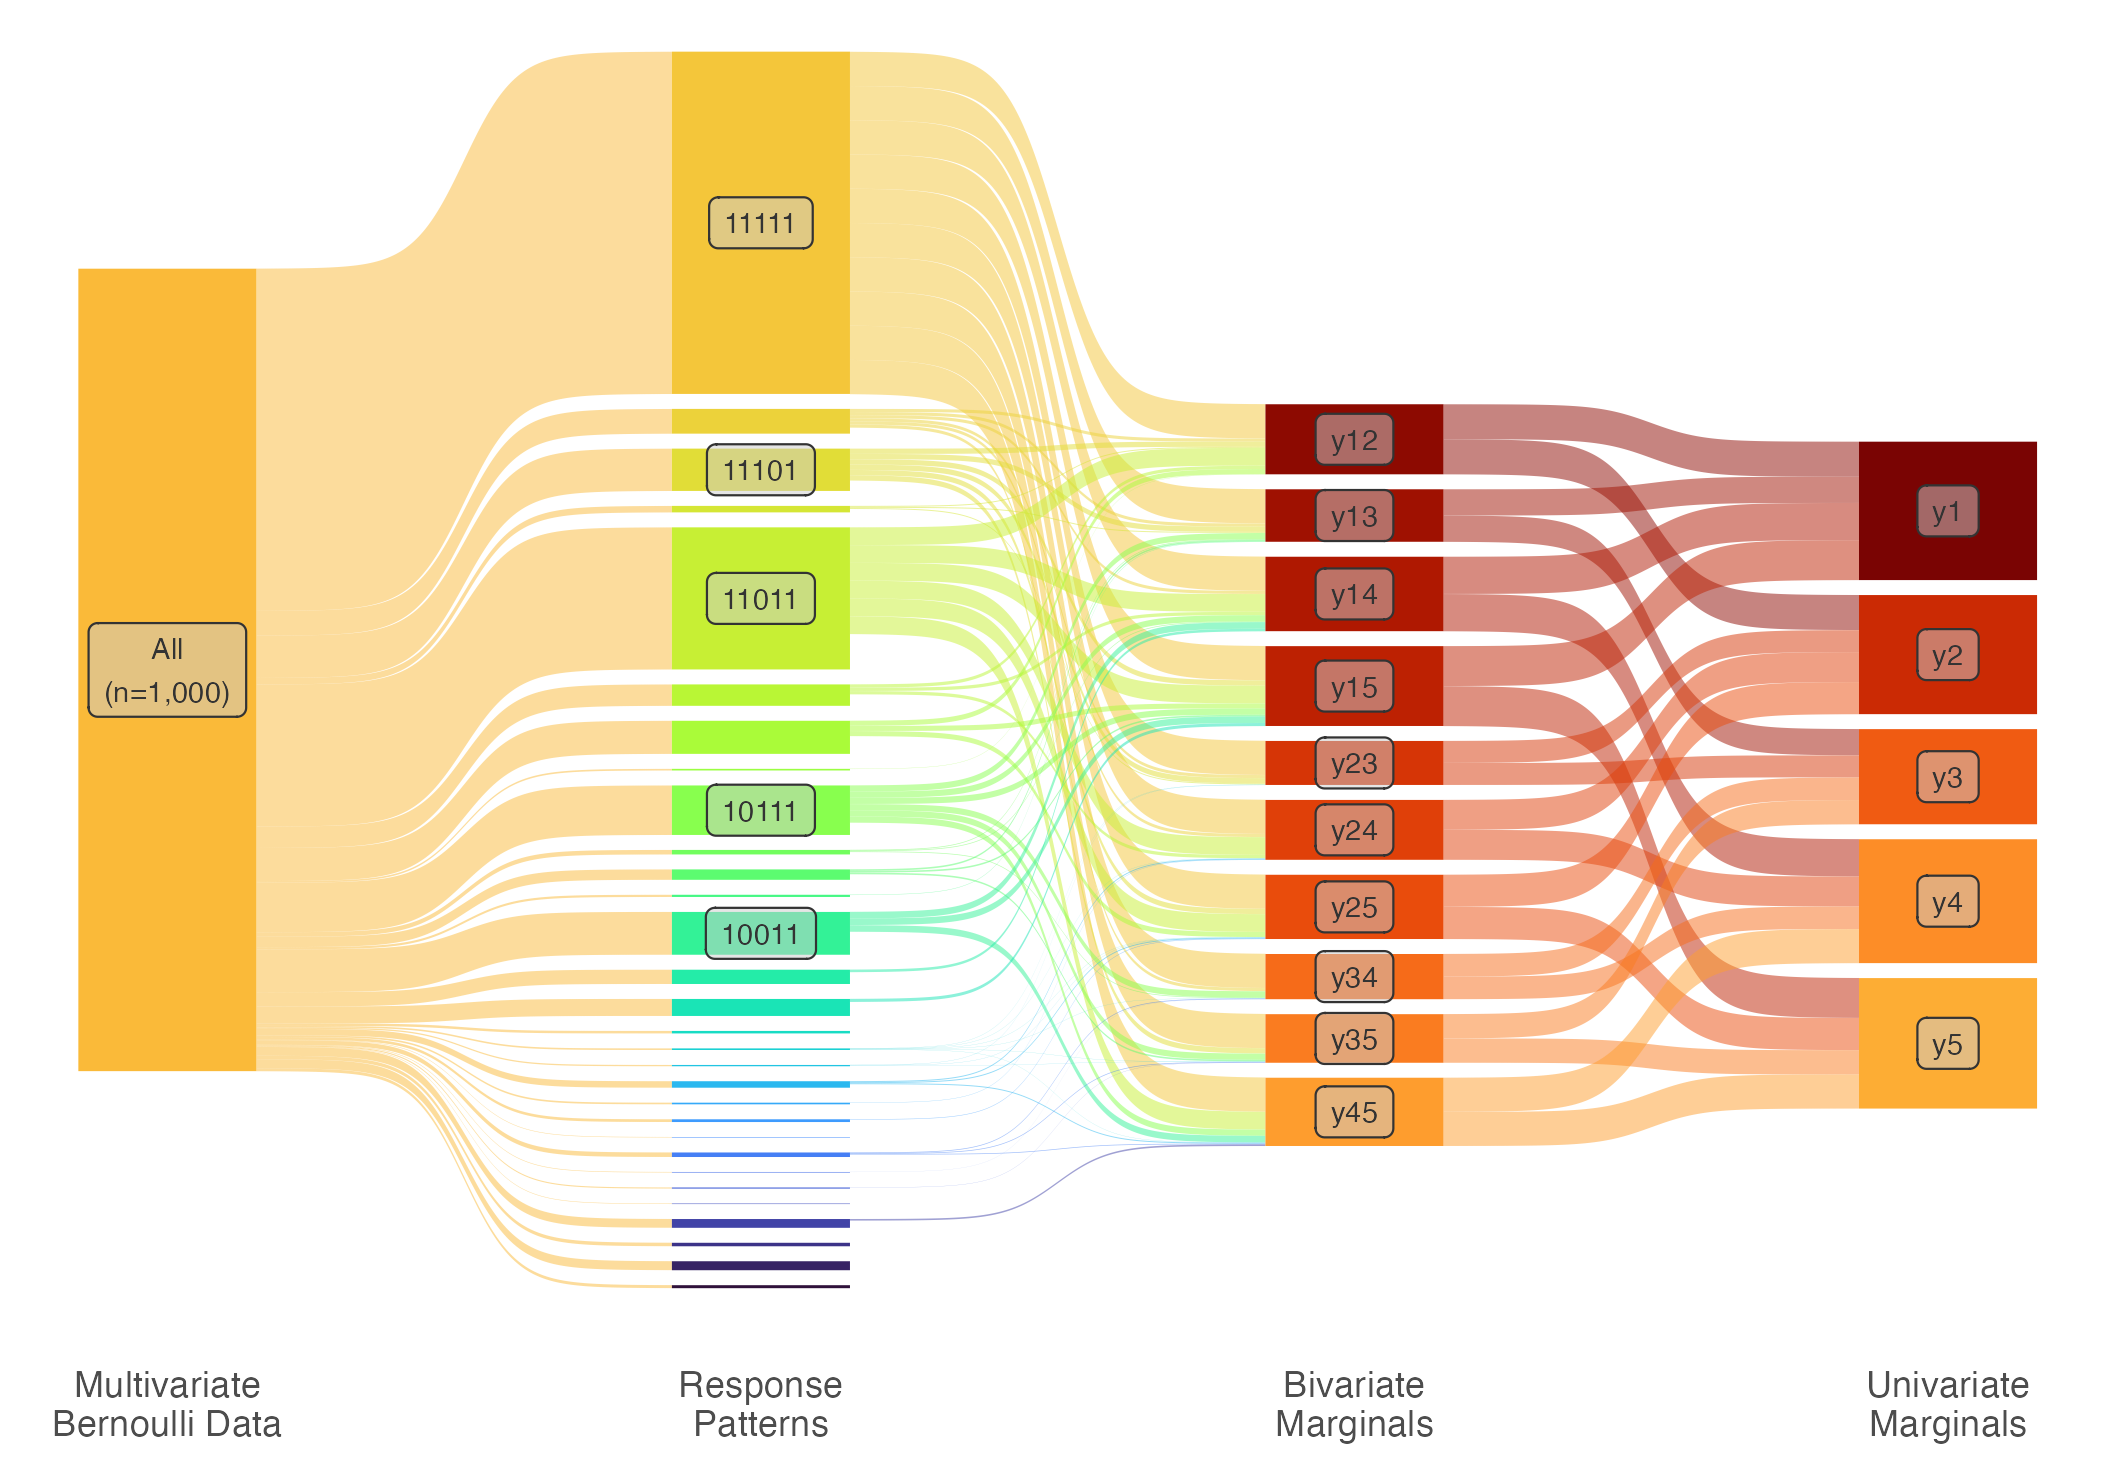 All
(n=1,000)
11111
11101
11011
10111
10011
y12
y13
y14
y15
y23
y24
y25
y34
y35
y45
y1
y2
y3
y4
y5
Multivariate
Bernoulli Data
Response
Patterns
Bivariate
Marginals
Univariate
Marginals